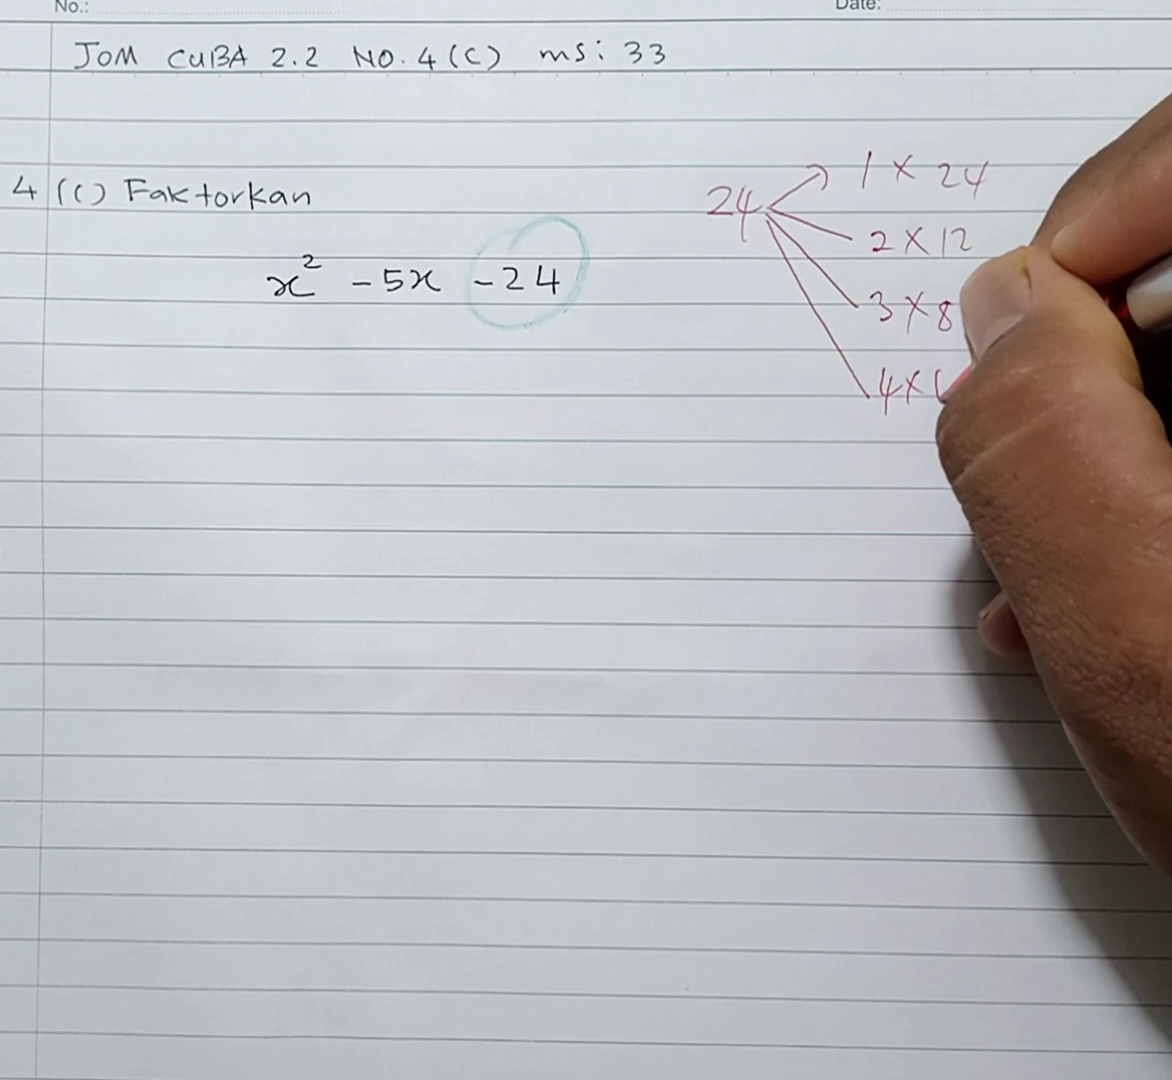 No.: Date:
JOM CUBA 2.2 NO. 4 (C) ms: 33
4 (c) Faktorkan
x² - 5x - 24
24
1 × 24
2 × 12
3 × 8
4 ×